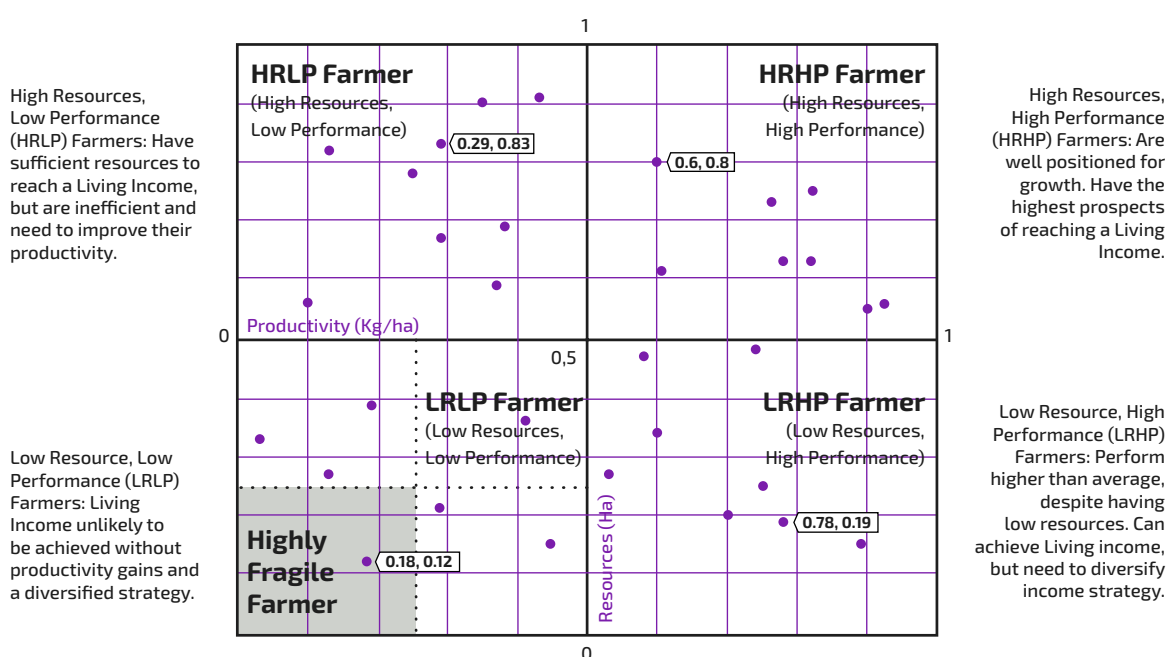 1
High Resources,
Low Performance
(HRLP) Farmers: Have
sufficient resources to
reach a Living Income,
but are inefficient and
need to improve their
productivity.
HRLP Farmer
(High Resources,
Low Performance)
0.29, 0.83
HRHP Farmer
(High Resources,
High Performance)
0.6, 0.8
High Resources,
High Performance
(HRHP) Farmers: Are
well positioned for
growth. Have the
highest prospects
of reaching a Living
Income.
0
Productivity (Kg/ha)
1
0,5
Low Resource, Low
Performance (LRLP)
Farmers: Living
Income unlikely to
be achieved without
productivity gains and
a diversified strategy.
LRLP Farmer
(Low Resources,
Low Performance)
Highly
Fragile
Farmer
0.18, 0.12
Resources (Ha)
LRHP Farmer
(Low Resources,
High Performance)
0.78, 0.19
Low Resource, High
Performance (LRHP)
Farmers: Perform
higher than average,
despite having
low resources. Can
achieve Living income,
but need to diversify
income strategy.
0